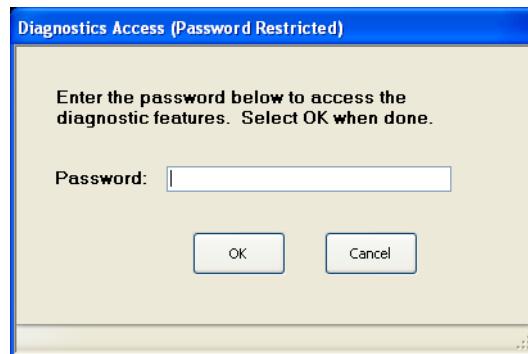 Diagnostics Access (Password Restricted)
Enter the password below to access the
diagnostic features.  Select OK when done.
Password:
OK
Cancel